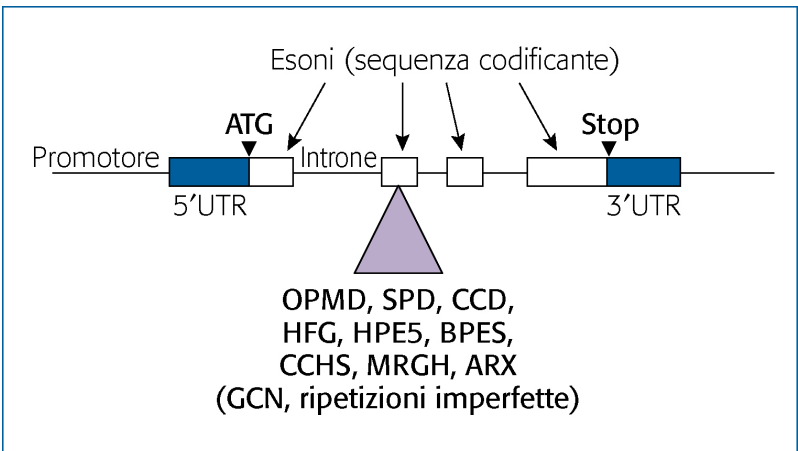 Esoni (sequenza codificante)
ATG
Stop
Promotore
Introne
5′UTR
3′UTR
OPMD, SPD, CCD,
HFG, HPE5, BPES,
CCHS, MRGH, ARX
(GCN, ripetizioni imperfette)